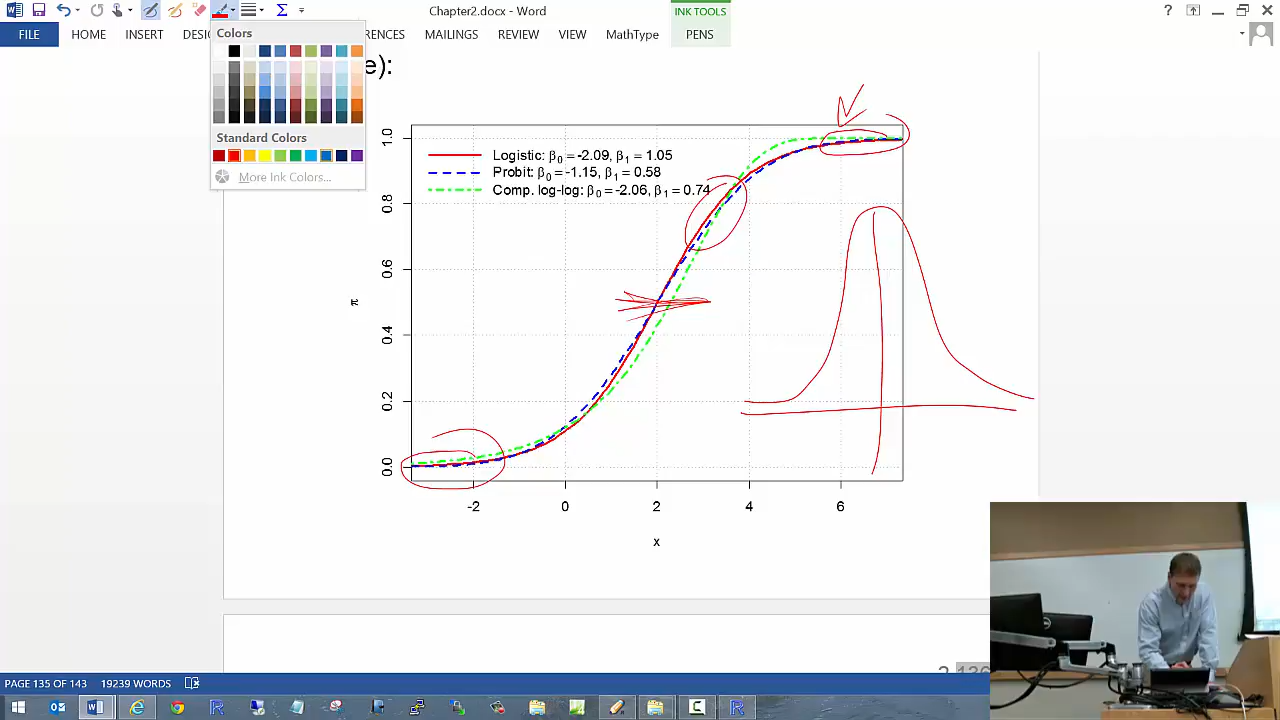 Chapter2.docx - Word
INK TOOLS
FILE HOME INSERT DESI RENCES MAILINGS REVIEW VIEW MathType PENS
Colors
Standard Colors
More Ink Colors...
e):
Logistic: β0 = -2.09, β1 = 1.05
Probit: β0 = -1.15, β1 = 0.58
Comp. log-log: β0 = -2.06, β1 = 0.74
1.0
0.8
0.6
0.4
0.2
0.0
π
-2 0 2 4 6
x
PAGE 135 OF 143 19239 WORDS